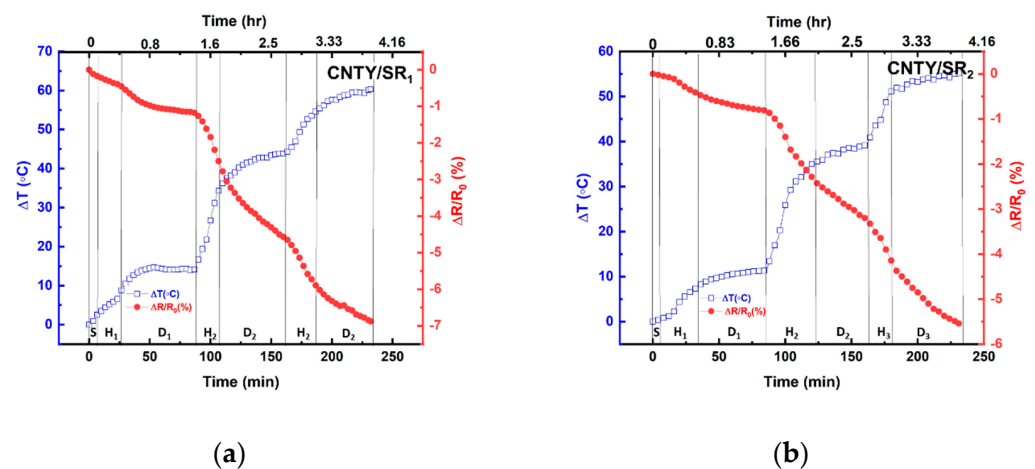 Time (hr)
0 0.8 1.6 2.5 3.33 4.16
CNTY/SR1
70
60
50
40
30
20
10
0
ΔT (◦C)
0
-1
-2
-3
-4
-5
-6
-7
ΔR/R0 (%)
ΔT(◦C)
ΔR/R0(%)
S H1 D1 H2 D2 H2 D2
0 50 100 150 200 250
Time (min)
(a)
Time (hr)
0 0.83 1.66 2.5 3.33 4.16
CNTY/SR2
60
50
40
30
20
10
0
ΔT (◦C)
0
-1
-2
-3
-4
-5
-6
ΔR/R0 (%)
ΔT(◦C)
ΔR/R0(%)
S H1 D1 H2 D2 H3 D3
0 50 100 150 200 250
Time (min)
(b)